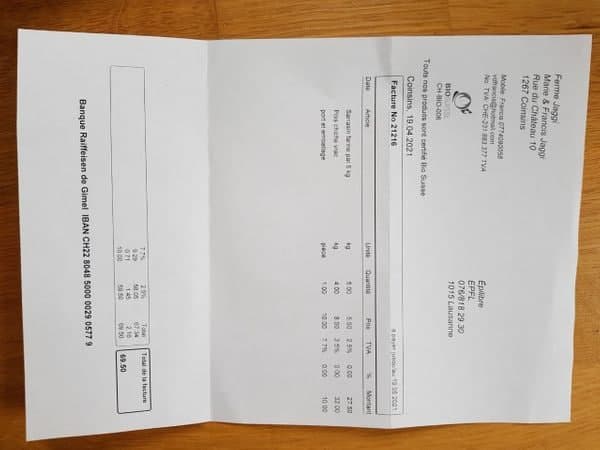 Ferme Jaggi
Marie & Francis Jaggi
Rue du Château 10
1267 Coinsins
Mobile: Francis 0774090058
vdfrancis@hotmail.com
No. TVA: CHE-231 883 377 TVA
Épilibre
EPFL
076/818 29 30
1015 Lausanne
BIOSUISSE
CH-BIO-006
Touts nos produits sont certifié Bio Suisse
Coinsins, 19.04.2021
Facture No 21216 à payer jusqu'au 19.05.2021
Date Article Unité Quantité Prix TVA % Montant
Sarrasin farine par 5 kg kg 5.00 5.50 2.5% 0.00 27.50
Pois chiche vrac kg 4.00 8.00 2.5% 0.00 32.00
port et emballage pièce 1.00 10.00 7.7% 0.00 10.00
7.7% 2.5% Total Total de la facture
9.29 58.05 67.34
0.71 1.45 2.16
10.00 59.50 69.50 69.50
Banque Raiffeisen de Gimel IBAN CH22 8048 5000 0029 0577 9